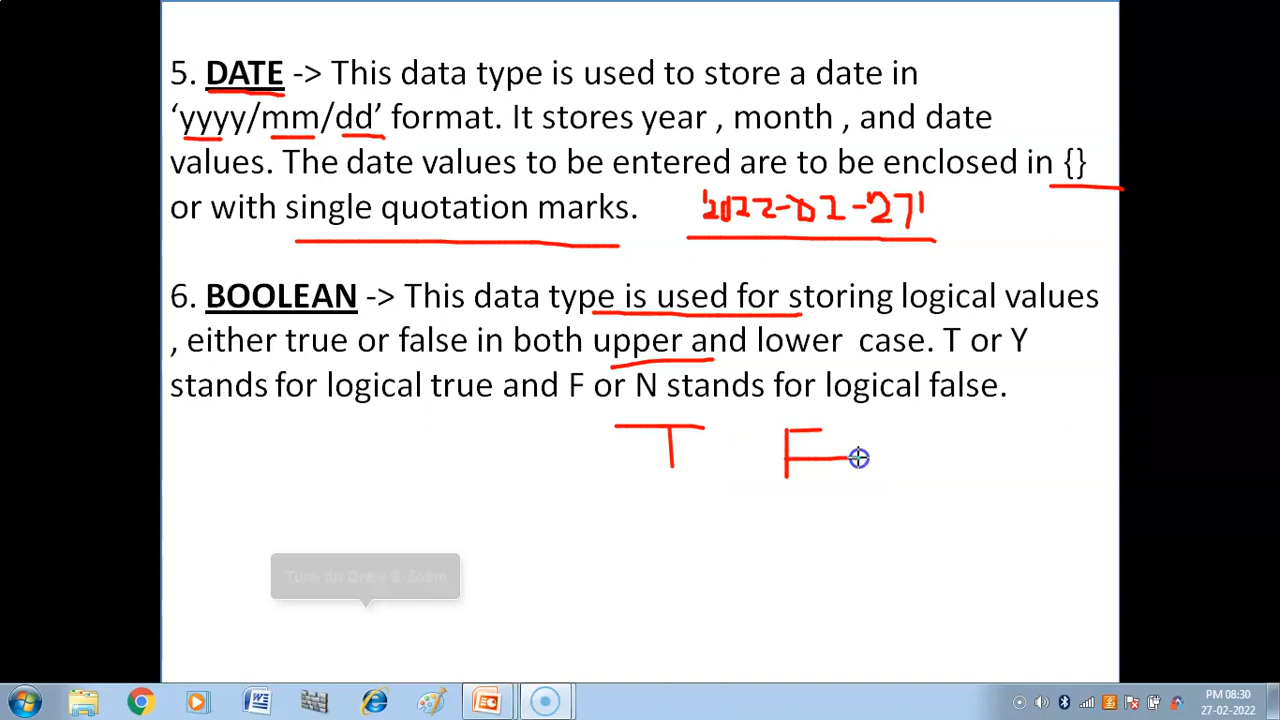 5. DATE -> This data type is used to store a date in
‘yyyy/mm/dd’ format. It stores year , month , and date
values. The date values to be entered are to be enclosed in {}
or with single quotation marks. '2022-02-27'
6. BOOLEAN -> This data type is used for storing logical values
, either true or false in both upper and lower case. T or Y
stands for logical true and F or N stands for logical false.
T F
Turn on Draw & Zoom
PM 08:30
27-02-2022